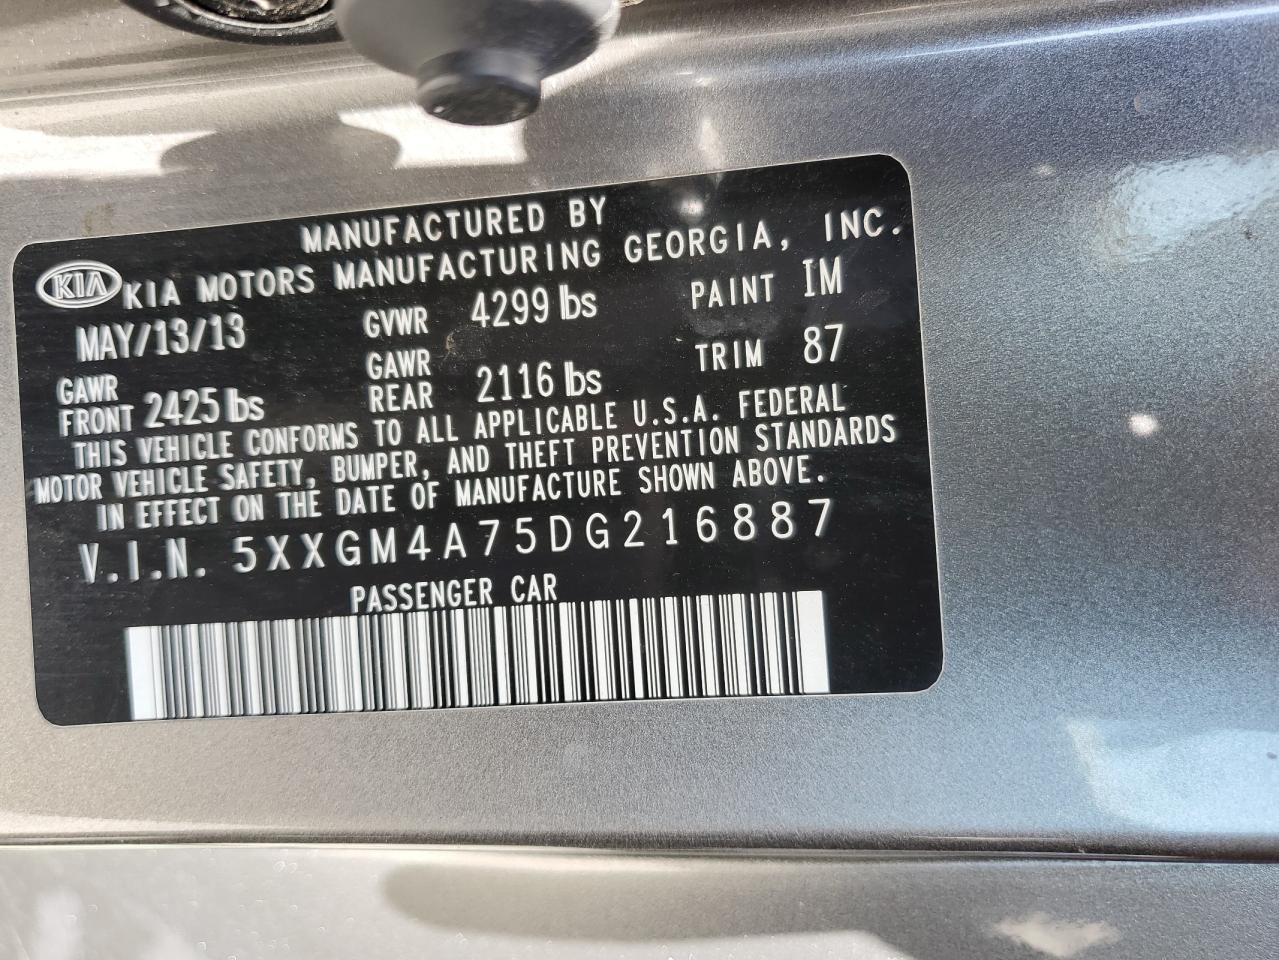 MANUFACTURED BY
KIA KIA MOTORS MANUFACTURING GEORGIA, INC.
MAY/13/13 GVWR 4299 lbs PAINT IM
GAWR FRONT 2425 lbs GAWR REAR 2116 lbs TRIM 87
THIS VEHICLE CONFORMS TO ALL APPLICABLE U.S.A. FEDERAL
MOTOR VEHICLE SAFETY, BUMPER, AND THEFT PREVENTION STANDARDS
IN EFFECT ON THE DATE OF MANUFACTURE SHOWN ABOVE.
V.I.N. 5XXGM4A75DG216887
PASSENGER CAR